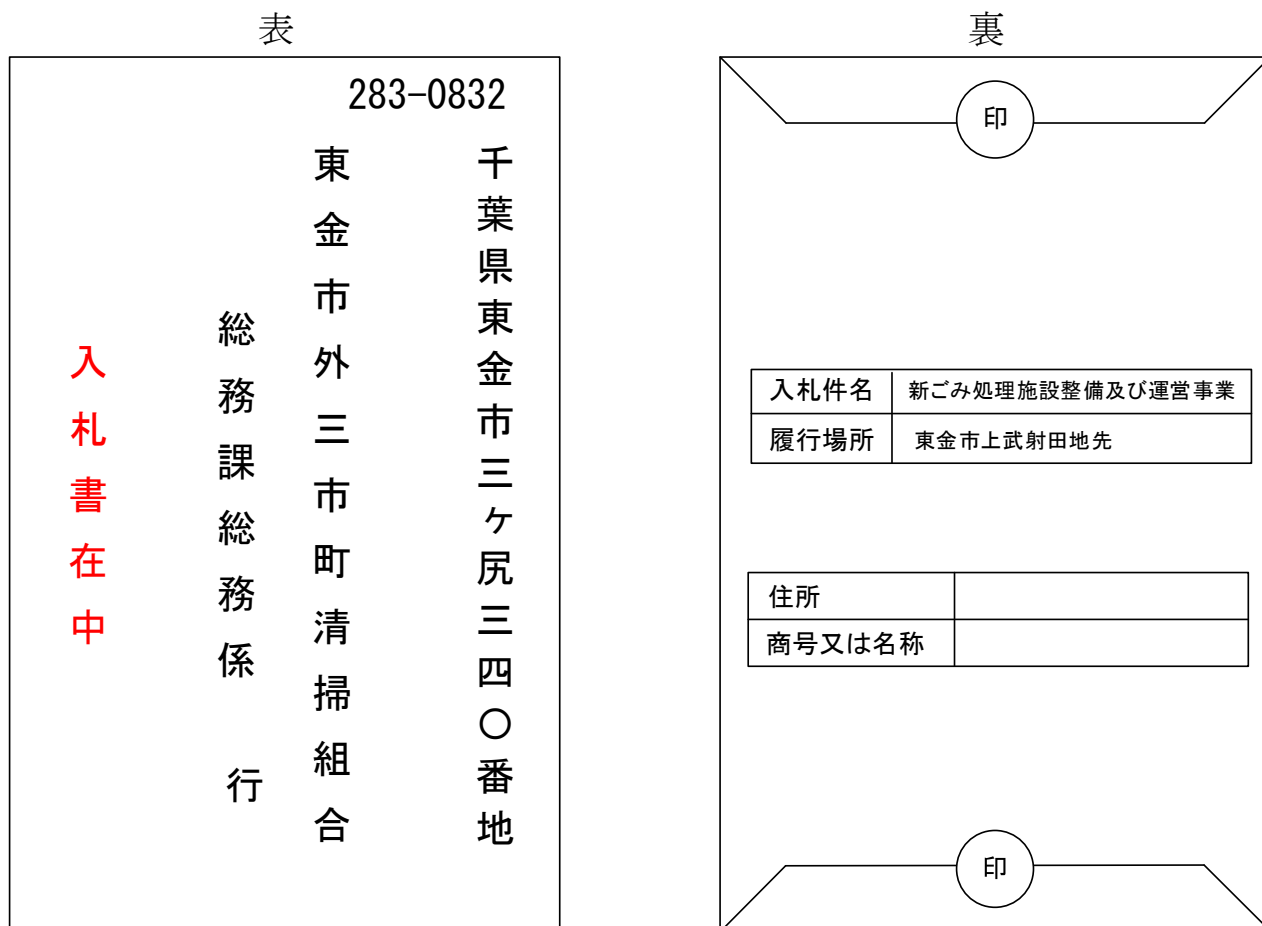 表
283-0832
千葉県東金市三ヶ尻三四〇番地
東金市外三市町清掃組合
総務課総務係 行
入札書在中
裏
印
入札件名 新ごみ処理施設整備及び運営事業
履行場所 東金市上武射田地先
住所
商号又は名称
印